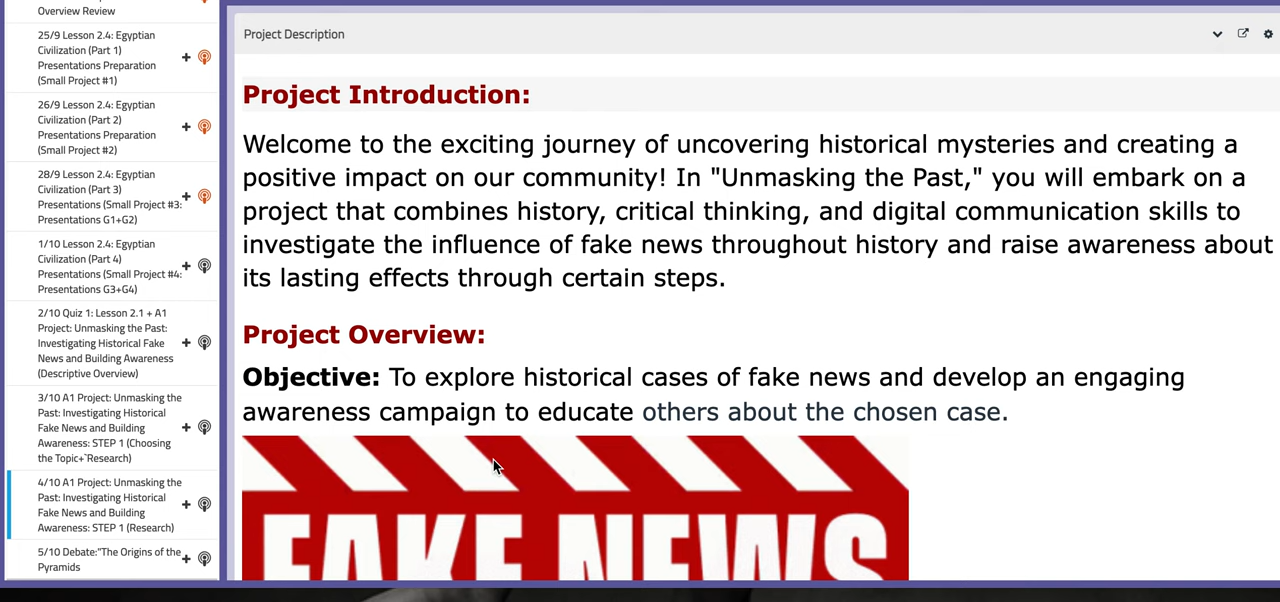 Overview Review
25/9 Lesson 2.4: Egyptian
Civilization (Part 1)
Presentations Preparation
(Small Project #1)
26/9 Lesson 2.4: Egyptian
Civilization (Part 2)
Presentations Preparation
(Small Project #2)
28/9 Lesson 2.4: Egyptian
Civilization (Part 3)
Presentations (Small Project #3:
Presentations G1+G2)
1/10 Lesson 2.4: Egyptian
Civilization (Part 4)
Presentations (Small Project #4:
Presentations G3+G4)
2/10 Quiz 1: Lesson 2.1 + A1
Project: Unmasking the Past:
Investigating Historical Fake
News and Building Awareness
(Descriptive Overview)
3/10 A1 Project: Unmasking the
Past: Investigating Historical
Fake News and Building
Awareness: STEP 1 (Choosing
the Topic+`Research)
4/10 A1 Project: Unmasking the
Past: Investigating Historical
Fake News and Building
Awareness: STEP 1 (Research)
5/10 Debate:"The Origins of the
Pyramids
Project Description
Project Introduction:
Welcome to the exciting journey of uncovering historical mysteries and creating a
positive impact on our community! In "Unmasking the Past," you will embark on a
project that combines history, critical thinking, and digital communication skills to
investigate the influence of fake news throughout history and raise awareness about
its lasting effects through certain steps.
Project Overview:
Objective: To explore historical cases of fake news and develop an engaging
awareness campaign to educate others about the chosen case.
FAKE NEWS